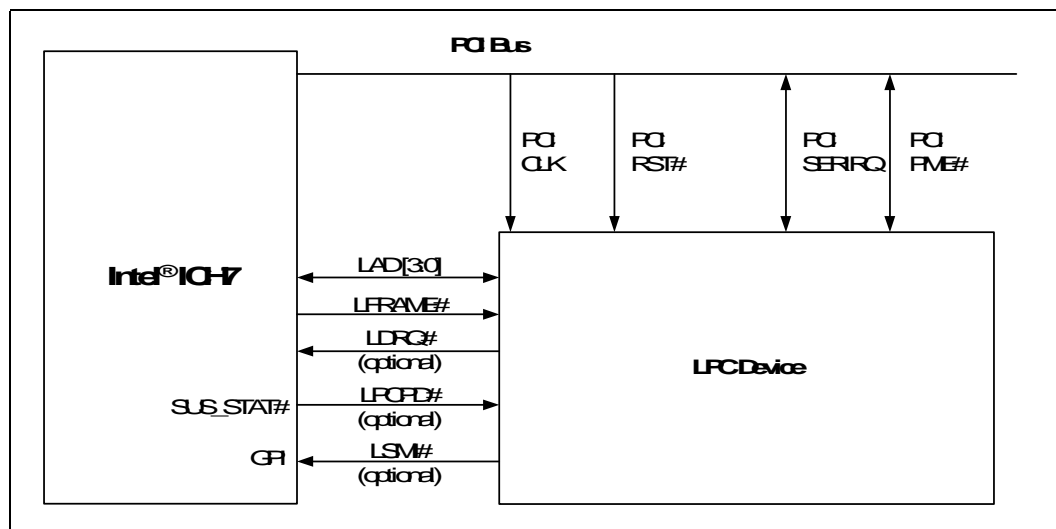 PCI Bus
PCI
CLK
PCI
RST#
PCI
SERIRQ
PCI
PME#
Intel® ICH7
LAD[3:0]
LFRAME#
LDRQ#
(optional)
LPC Device
SUS_STAT#
LPCPD#
(optional)
GPI
LSMI#
(optional)